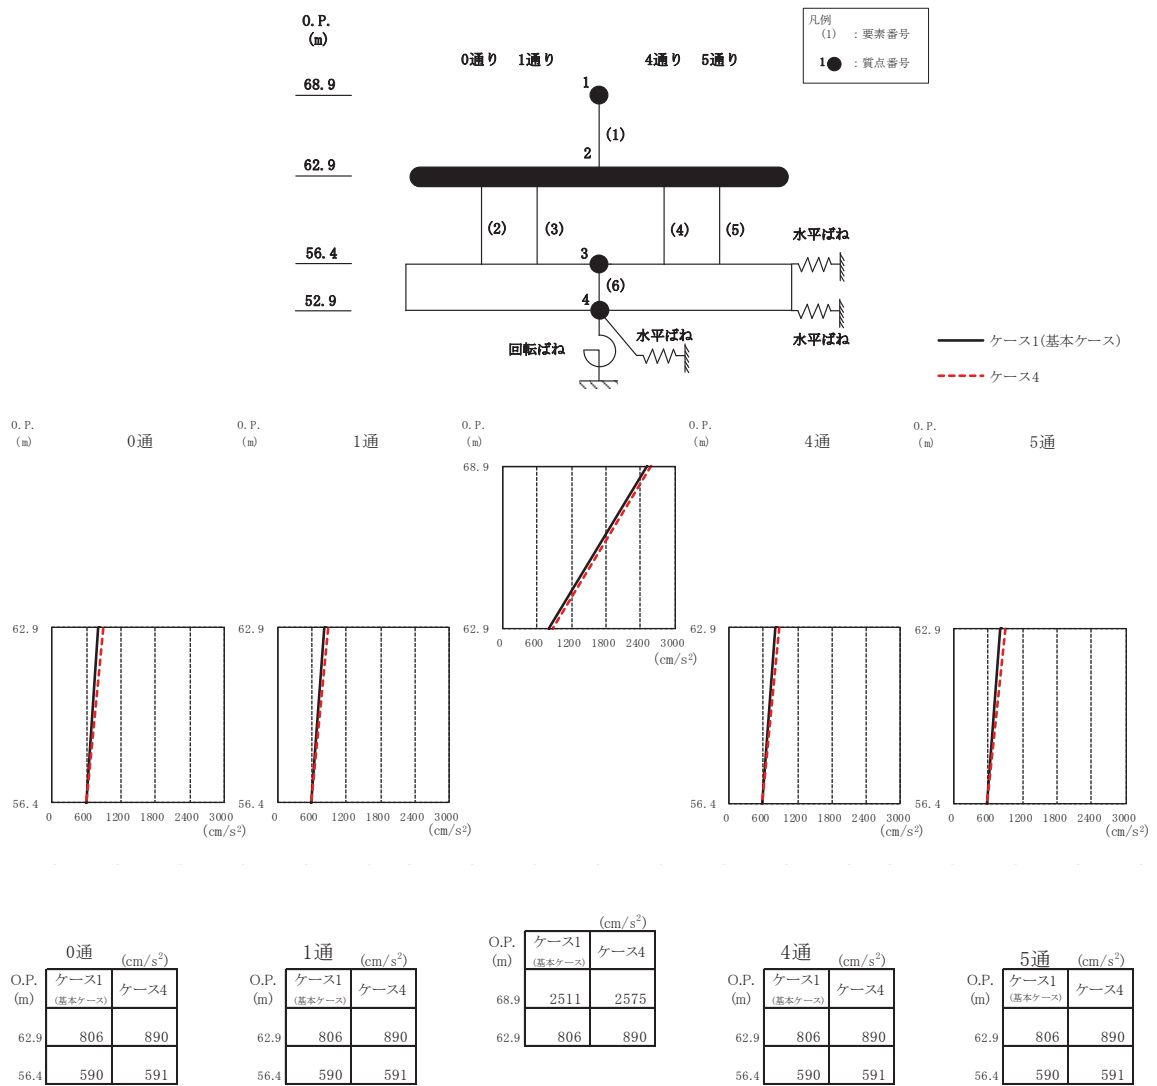 O.P.
(m)
凡例
(1) : 要素番号
1 : 質点番号
0通り 1通り 4通り 5通り
68.9
1
(1)
2
62.9
(2) (3) (4) (5)
水平ばね
56.4
3
(6)
52.9
4
水平ばね
水平ばね
回転ばね
ケース1(基本ケース)
ケース4
O.P.
(m)
0通
O.P.
(m)
1通
O.P.
(m)
O.P.
(m)
4通
O.P.
(m)
5通
68.9
62.9
0 600 1200 1800 2400 3000
(cm/s²)
62.9
56.4
0 600 1200 1800 2400 3000
(cm/s²)
62.9
56.4
0 600 1200 1800 2400 3000
(cm/s²)
62.9
56.4
0 600 1200 1800 2400 3000
(cm/s²)
62.9
56.4
0 600 1200 1800 2400 3000
(cm/s²)
0通 (cm/s²)
O.P.
(m)
ケース1
(基本ケース)
ケース4
62.9 806 890
56.4 590 591
1通 (cm/s²)
O.P.
(m)
ケース1
(基本ケース)
ケース4
62.9 806 890
56.4 590 591
(cm/s²)
O.P.
(m)
ケース1
(基本ケース)
ケース4
68.9 2511 2575
62.9 806 890
4通 (cm/s²)
O.P.
(m)
ケース1
(基本ケース)
ケース4
62.9 806 890
56.4 590 591
5通 (cm/s²)
O.P.
(m)
ケース1
(基本ケース)
ケース4
62.9 806 890
56.4 590 591